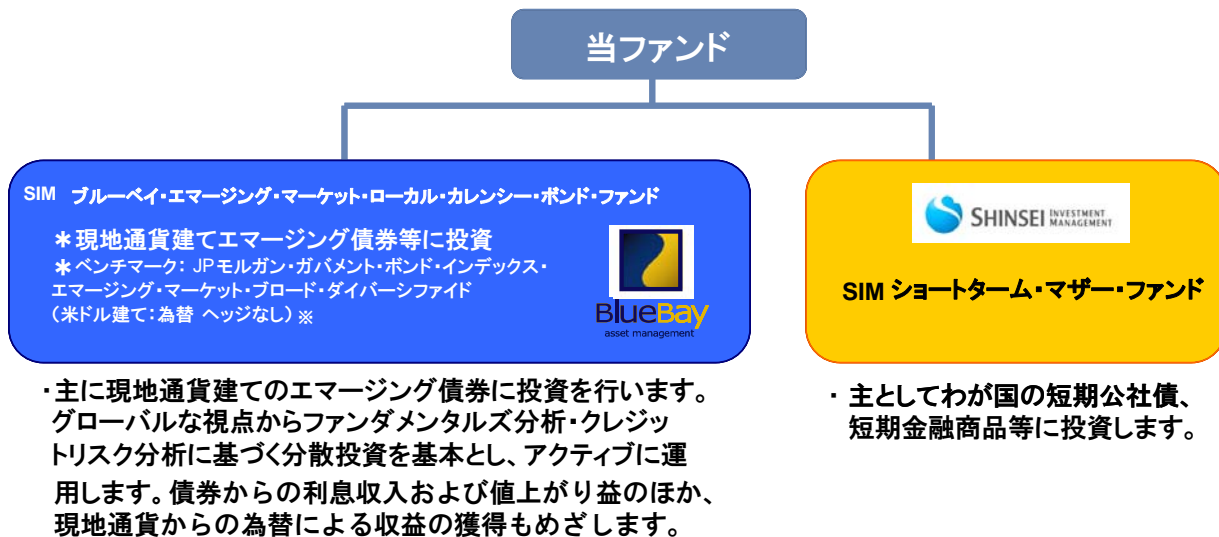 当ファンド
SIM ブルーベイ・エマージング・マーケット・ローカル・カレンシー・ボンド・ファンド
＊現地通貨建てエマージング債券等に投資
＊ベンチマーク： JPモルガン・ガバメント・ボンド・インデックス・
エマージング・マーケット・ブロード・ダイバーシファイド
（米ドル建て：為替 ヘッジなし）※
BlueBay
asset management
SHINSEI INVESTMENT MANAGEMENT
SIM ショートターム・マザー・ファンド
・主に現地通貨建てのエマージング債券に投資を行います。
グローバルな視点からファンダメンタルズ分析・クレジッ
トリスク分析に基づく分散投資を基本とし、アクティブに運
用します。債券からの利息収入および値上がり益のほか、
現地通貨からの為替による収益の獲得もめざします。
・ 主としてわが国の短期公社債、
短期金融商品等に投資します。